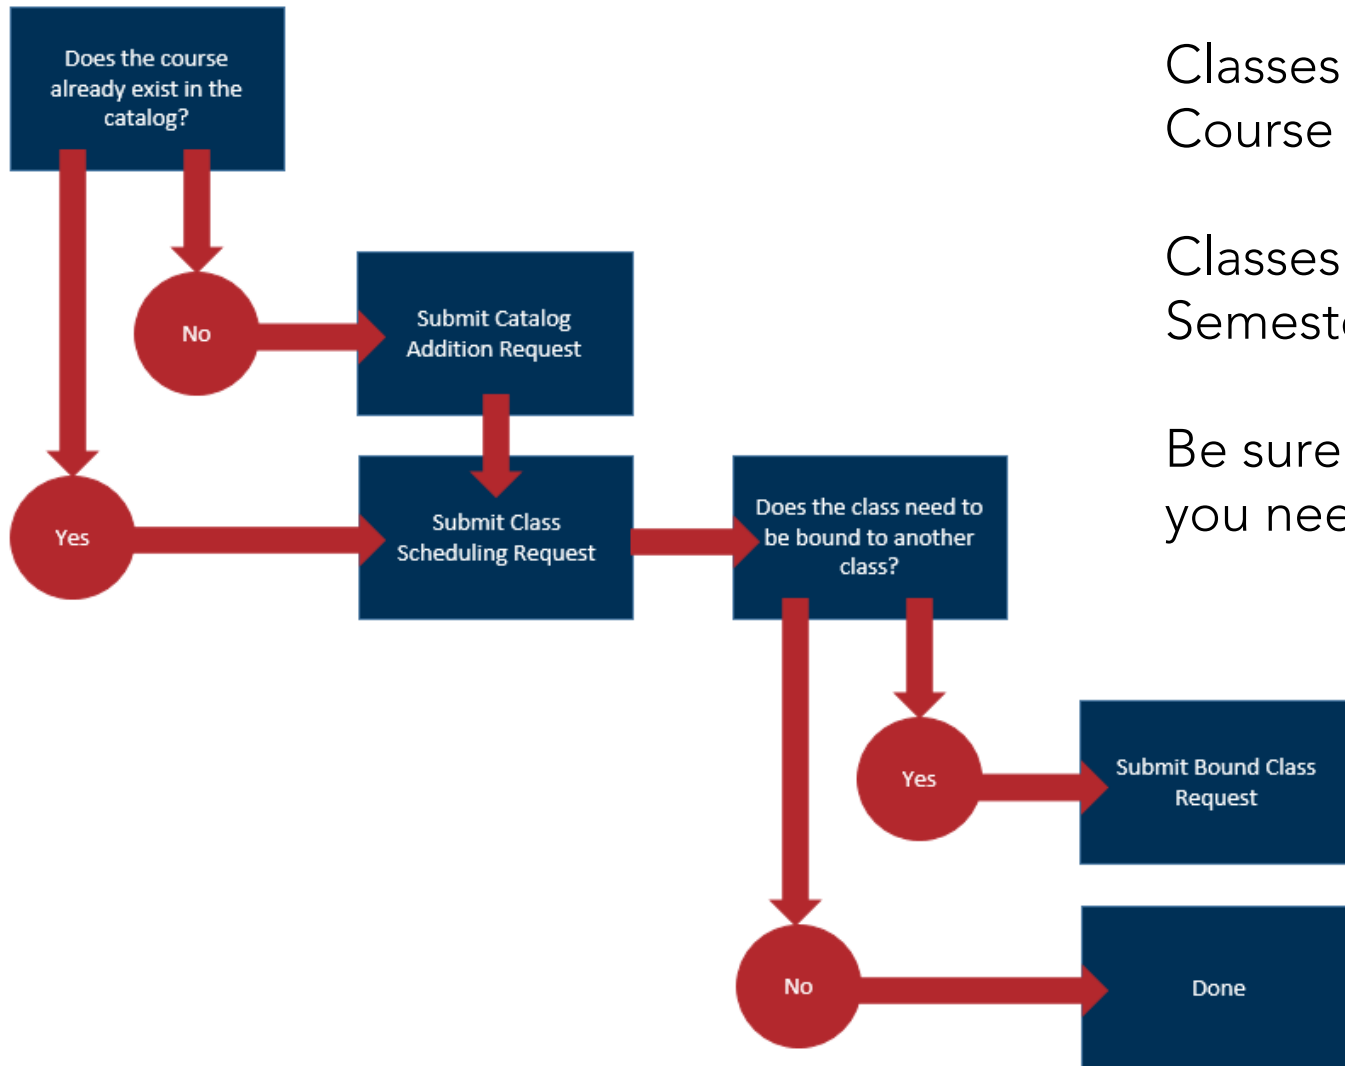 Does the course
already exist in the
catalog?
No
Submit Catalog
Addition Request
Yes
Submit Class
Scheduling Request
Does the class need to
be bound to another
class?
Yes
Submit Bound Class
Request
No
Done
Classes
Course
Classes
Be sure
you